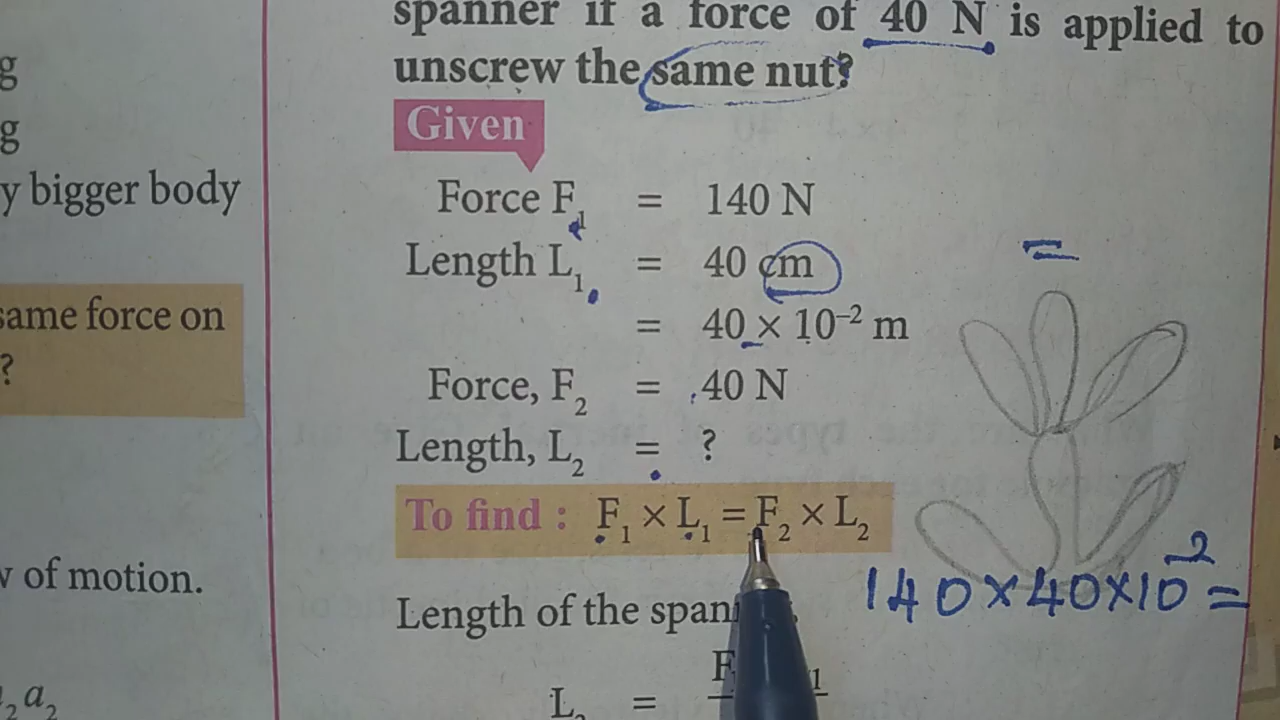 g
g
y bigger body
same force on
?
of motion.
₂a₂
spanner if a force of 40 N is applied to
unscrew the same nut?
Given
Force F₁ = 140 N
Length L₁ = 40 cm
= 40 × 10⁻² m
Force, F₂ = 40 N
Length, L₂ = ?
To find : F₁ × L₁ = F₂ × L₂
140×40×10⁻² =
Length of the
L₂ =